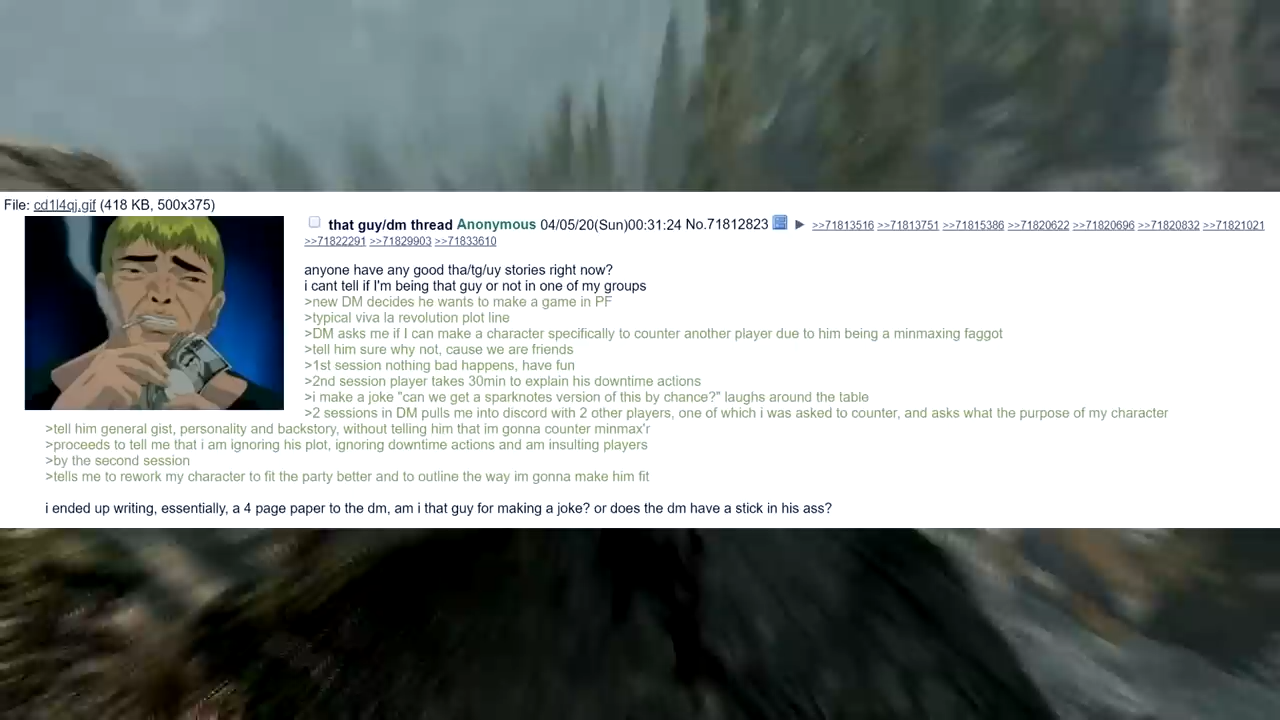 File: cd1l4qj.gif (418 KB, 500x375)
that guy/dm thread Anonymous 04/05/20(Sun)00:31:24 No.71812823 ▶ >>71813516 >>71813751 >>71815386 >>71820622 >>71820696 >>71820832 >>71821021
>>71822291 >>71829903 >>71833610
anyone have any good tha/tg/uy stories right now?
i cant tell if I'm being that guy or not in one of my groups
>new DM decides he wants to make a game in PF
>typical viva la revolution plot line
>DM asks me if I can make a character specifically to counter another player due to him being a minmaxing faggot
>tell him sure why not, cause we are friends
>1st session nothing bad happens, have fun
>2nd session player takes 30min to explain his downtime actions
>i make a joke "can we get a sparknotes version of this by chance?" laughs around the table
>2 sessions in DM pulls me into discord with 2 other players, one of which i was asked to counter, and asks what the purpose of my character
>tell him general gist, personality and backstory, without telling him that im gonna counter minmax'r
>proceeds to tell me that i am ignoring his plot, ignoring downtime actions and am insulting players
>by the second session
>tells me to rework my character to fit the party better and to outline the way im gonna make him fit
i ended up writing, essentially, a 4 page paper to the dm, am i that guy for making a joke? or does the dm have a stick in his ass?